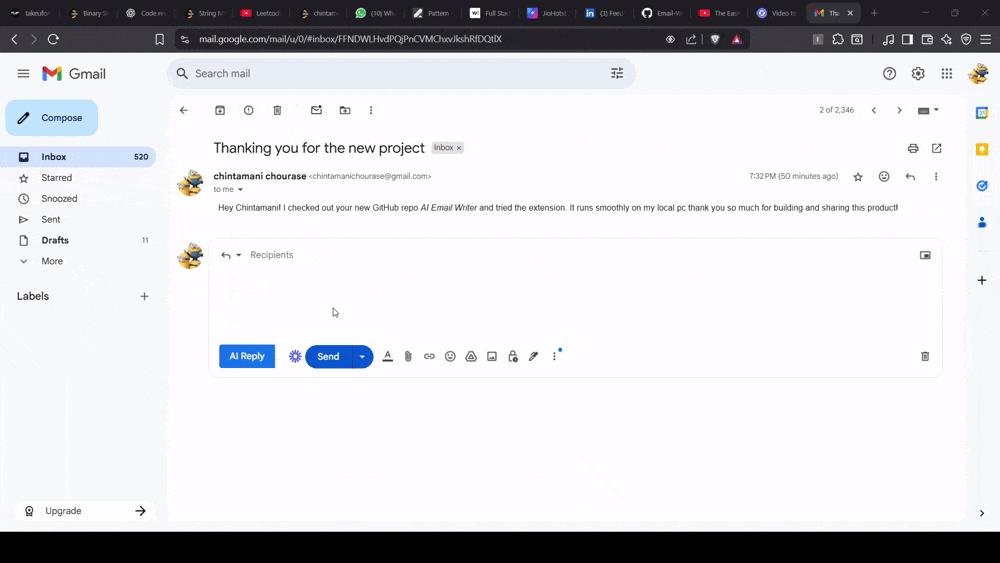 takeufor
Binary Se
Code rev
String M
Leetcod
chintam
(10) Wh
Pattern
Full Stac
JioHotst
(3) Feed
Email-W
The Eas
Video to
Tha
mail.google.com/mail/u/0/#inbox/FFNDWLHvdPQjPnCVMChxvJkshRfDQtlX
Gmail
Search mail
Compose
2 of 2,346
Inbox 520
Starred
Snoozed
Sent
Drafts 11
More
Labels
Upgrade
Thanking you for the new project Inbox ×
chintamani chourase <chintamanichourase@gmail.com> 7:32 PM (50 minutes ago)
to me
Hey Chintamani! I checked out your new GitHub repo AI Email Writer and tried the extension. It runs smoothly on my local pc thank you so much for building and sharing this product!
Recipients
AI Reply
Send